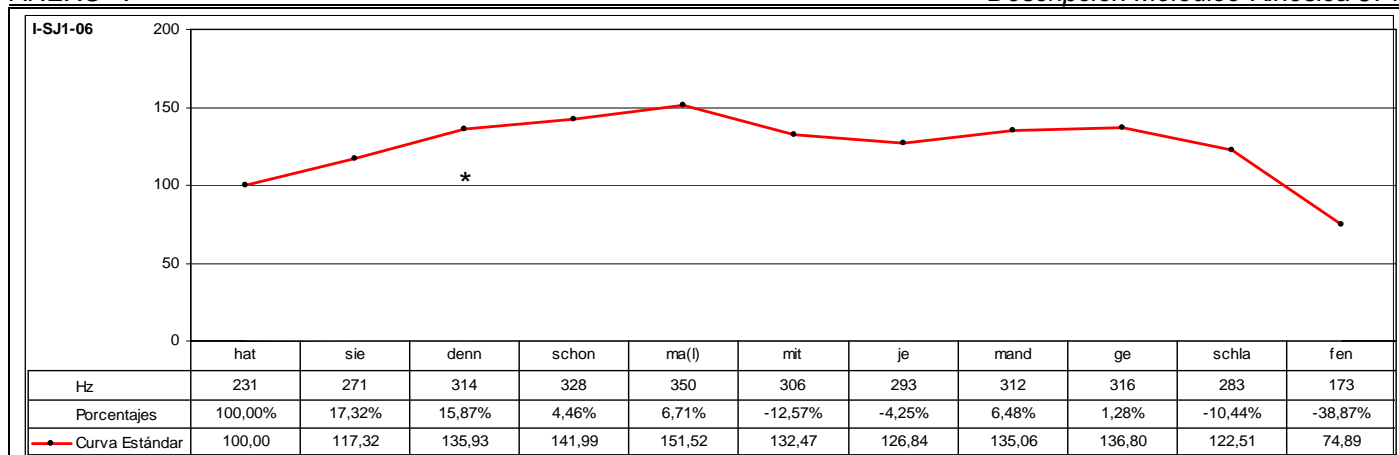 I-SJ1-06
200
150
100
*
50
0
hat sie denn schon ma(l) mit je mand ge schla fen
Hz 231 271 314 328 350 306 293 312 316 283 173
Porcentajes 100,00% 17,32% 15,87% 4,46% 6,71% -12,57% -4,25% 6,48% 1,28% -10,44% -38,87%
Curva Estándar 100,00 117,32 135,93 141,99 151,52 132,47 126,84 135,06 136,80 122,51 74,89